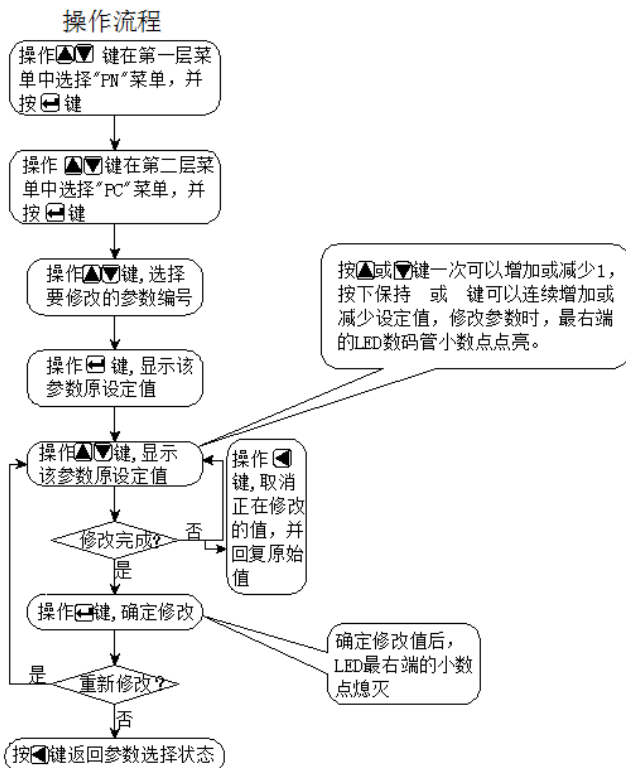 操作流程
操作▲▼ 键在第一层菜
单中选择"PN"菜单，并
按↵键
操作 ▲▼键在第二层菜
单中选择"PC"菜单，并
按↵键
操作▲▼键,选择
要修改的参数编号
操作↵ 键,显示该
参数原设定值
按▲或▼键一次可以增加或减少1，
按下保持 或 键可以连续增加或
减少设定值，修改参数时，最右端
的LED数码管小数点点亮。
操作▲▼键,显示
该参数原设定值
操作◀
键,取消
正在修改
的值，并
回复原始
值
修改完成?
否
是
操作↵键,确定修改
确定修改值后，
LED最右端的小数
点熄灭
重新修改?
是
否
按◀键返回参数选择状态